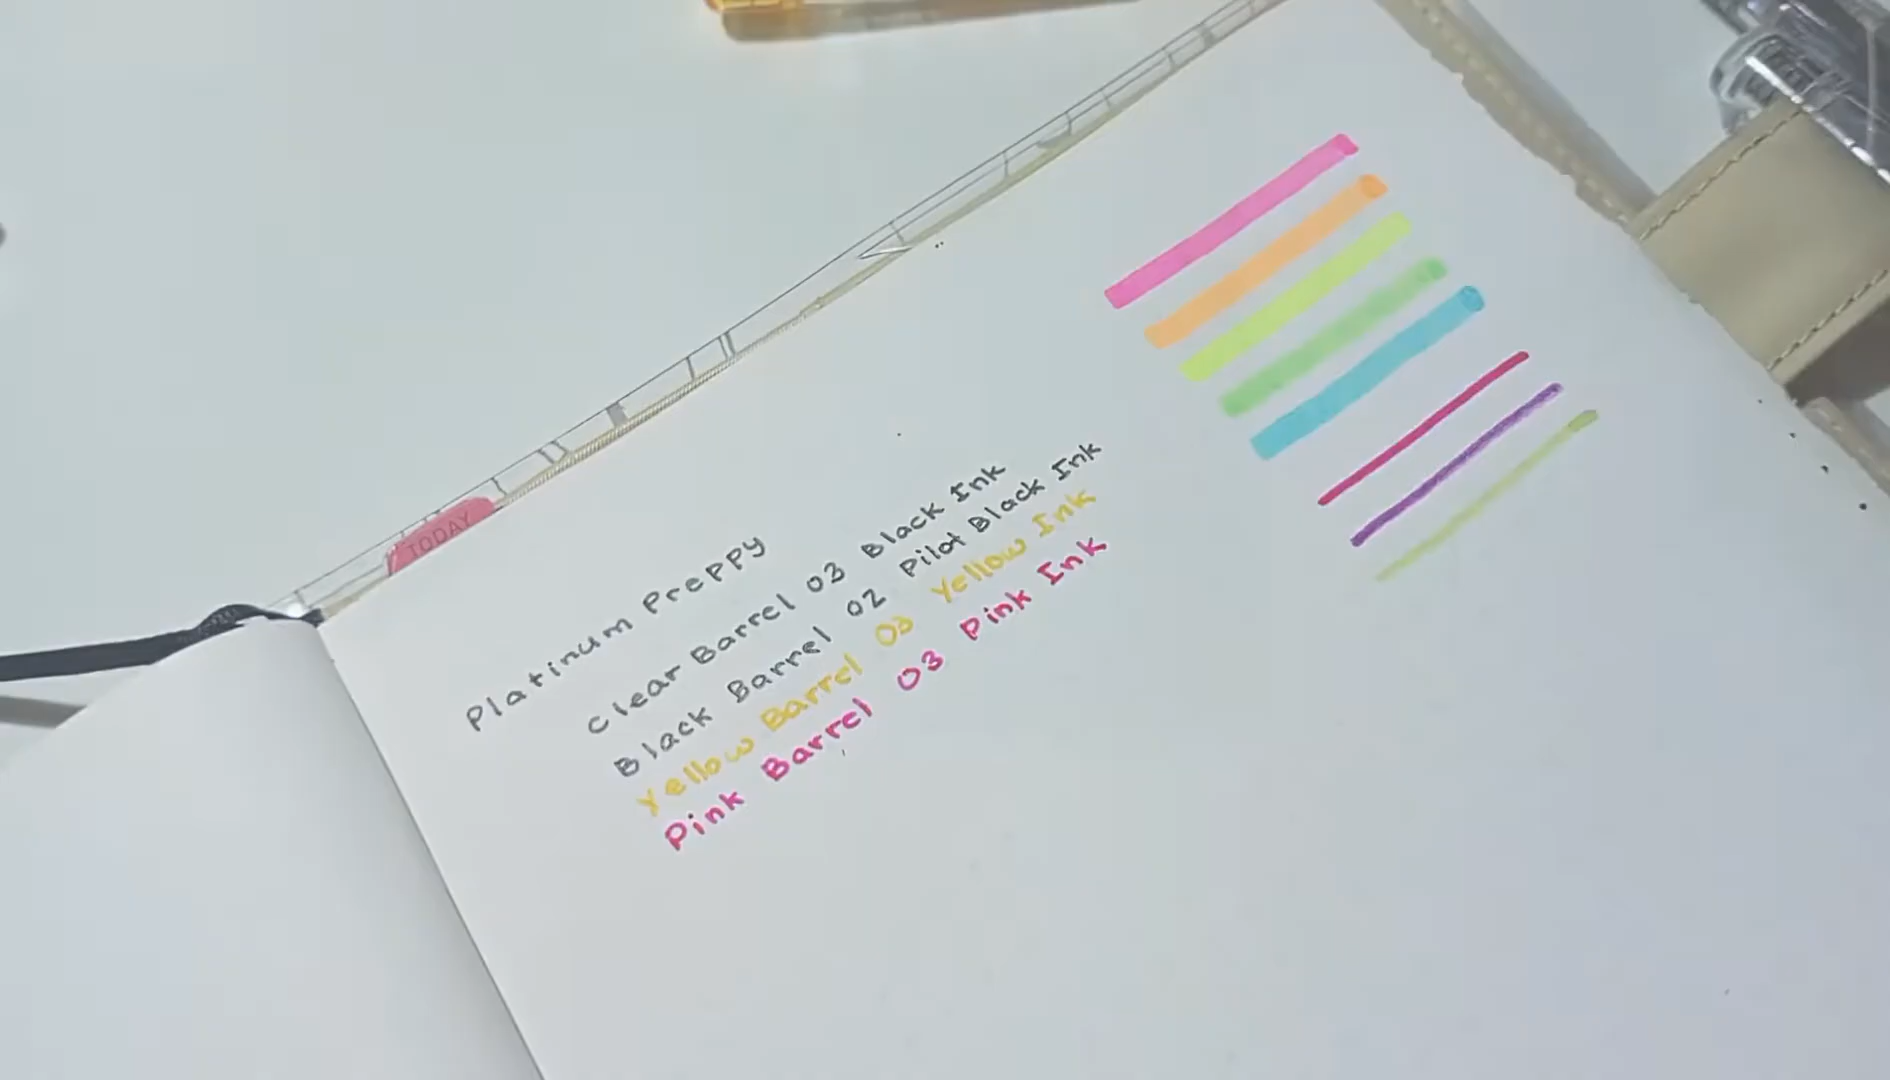 TODAY
Platinum Preppy
Clear Barrel 03 Black Ink
Black Barrel 02 Pilot Black Ink
Yellow Barrel 03 Yellow Ink
Pink Barrel 03 Pink Ink